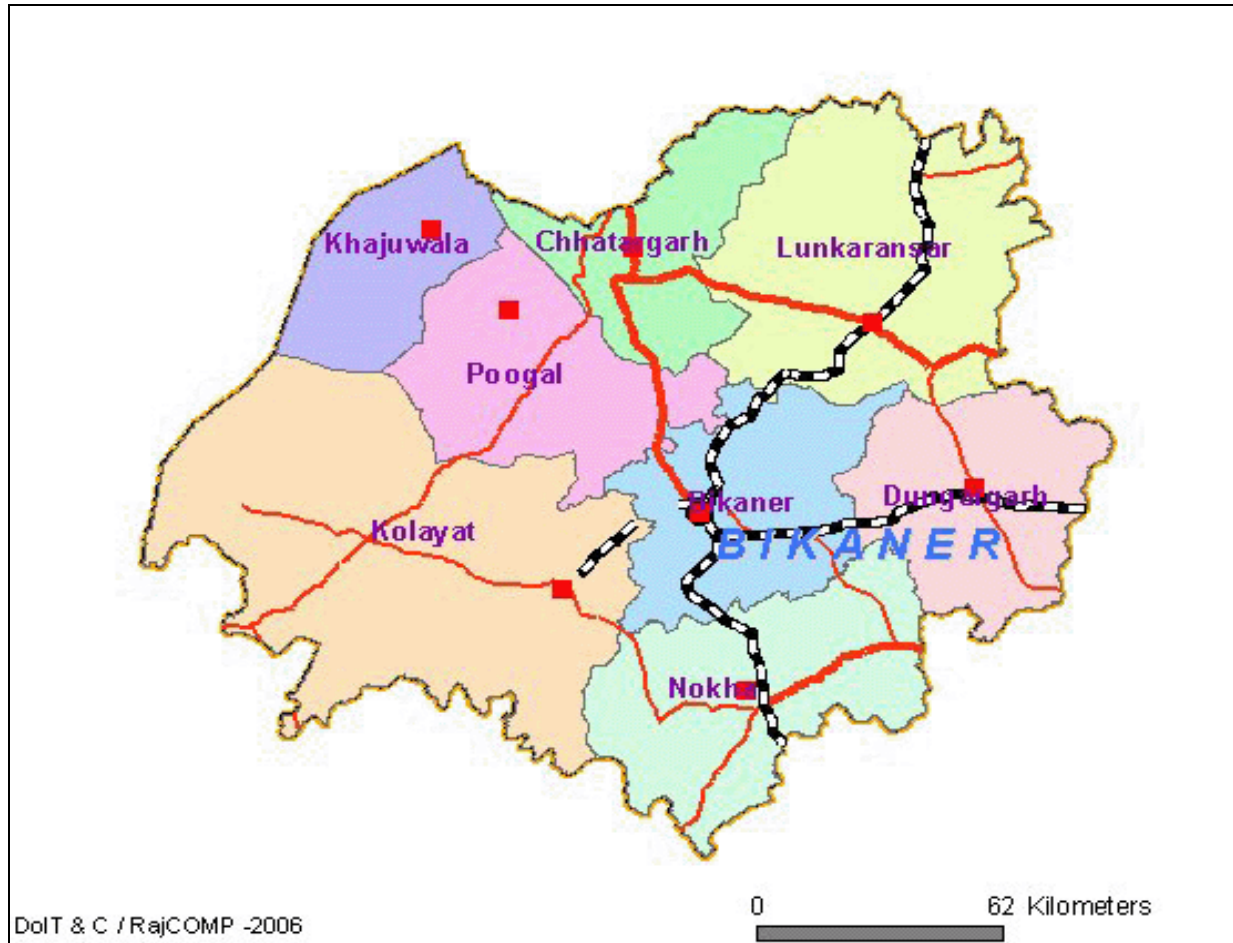 Khajuwala
Chhatargarh
Lunkaransar
Poogal
Bikaner
Dungargarh
Kolayat
BIKANER
Nokha
0 62 Kilometers
DoIT & C / RajCOMP -2006